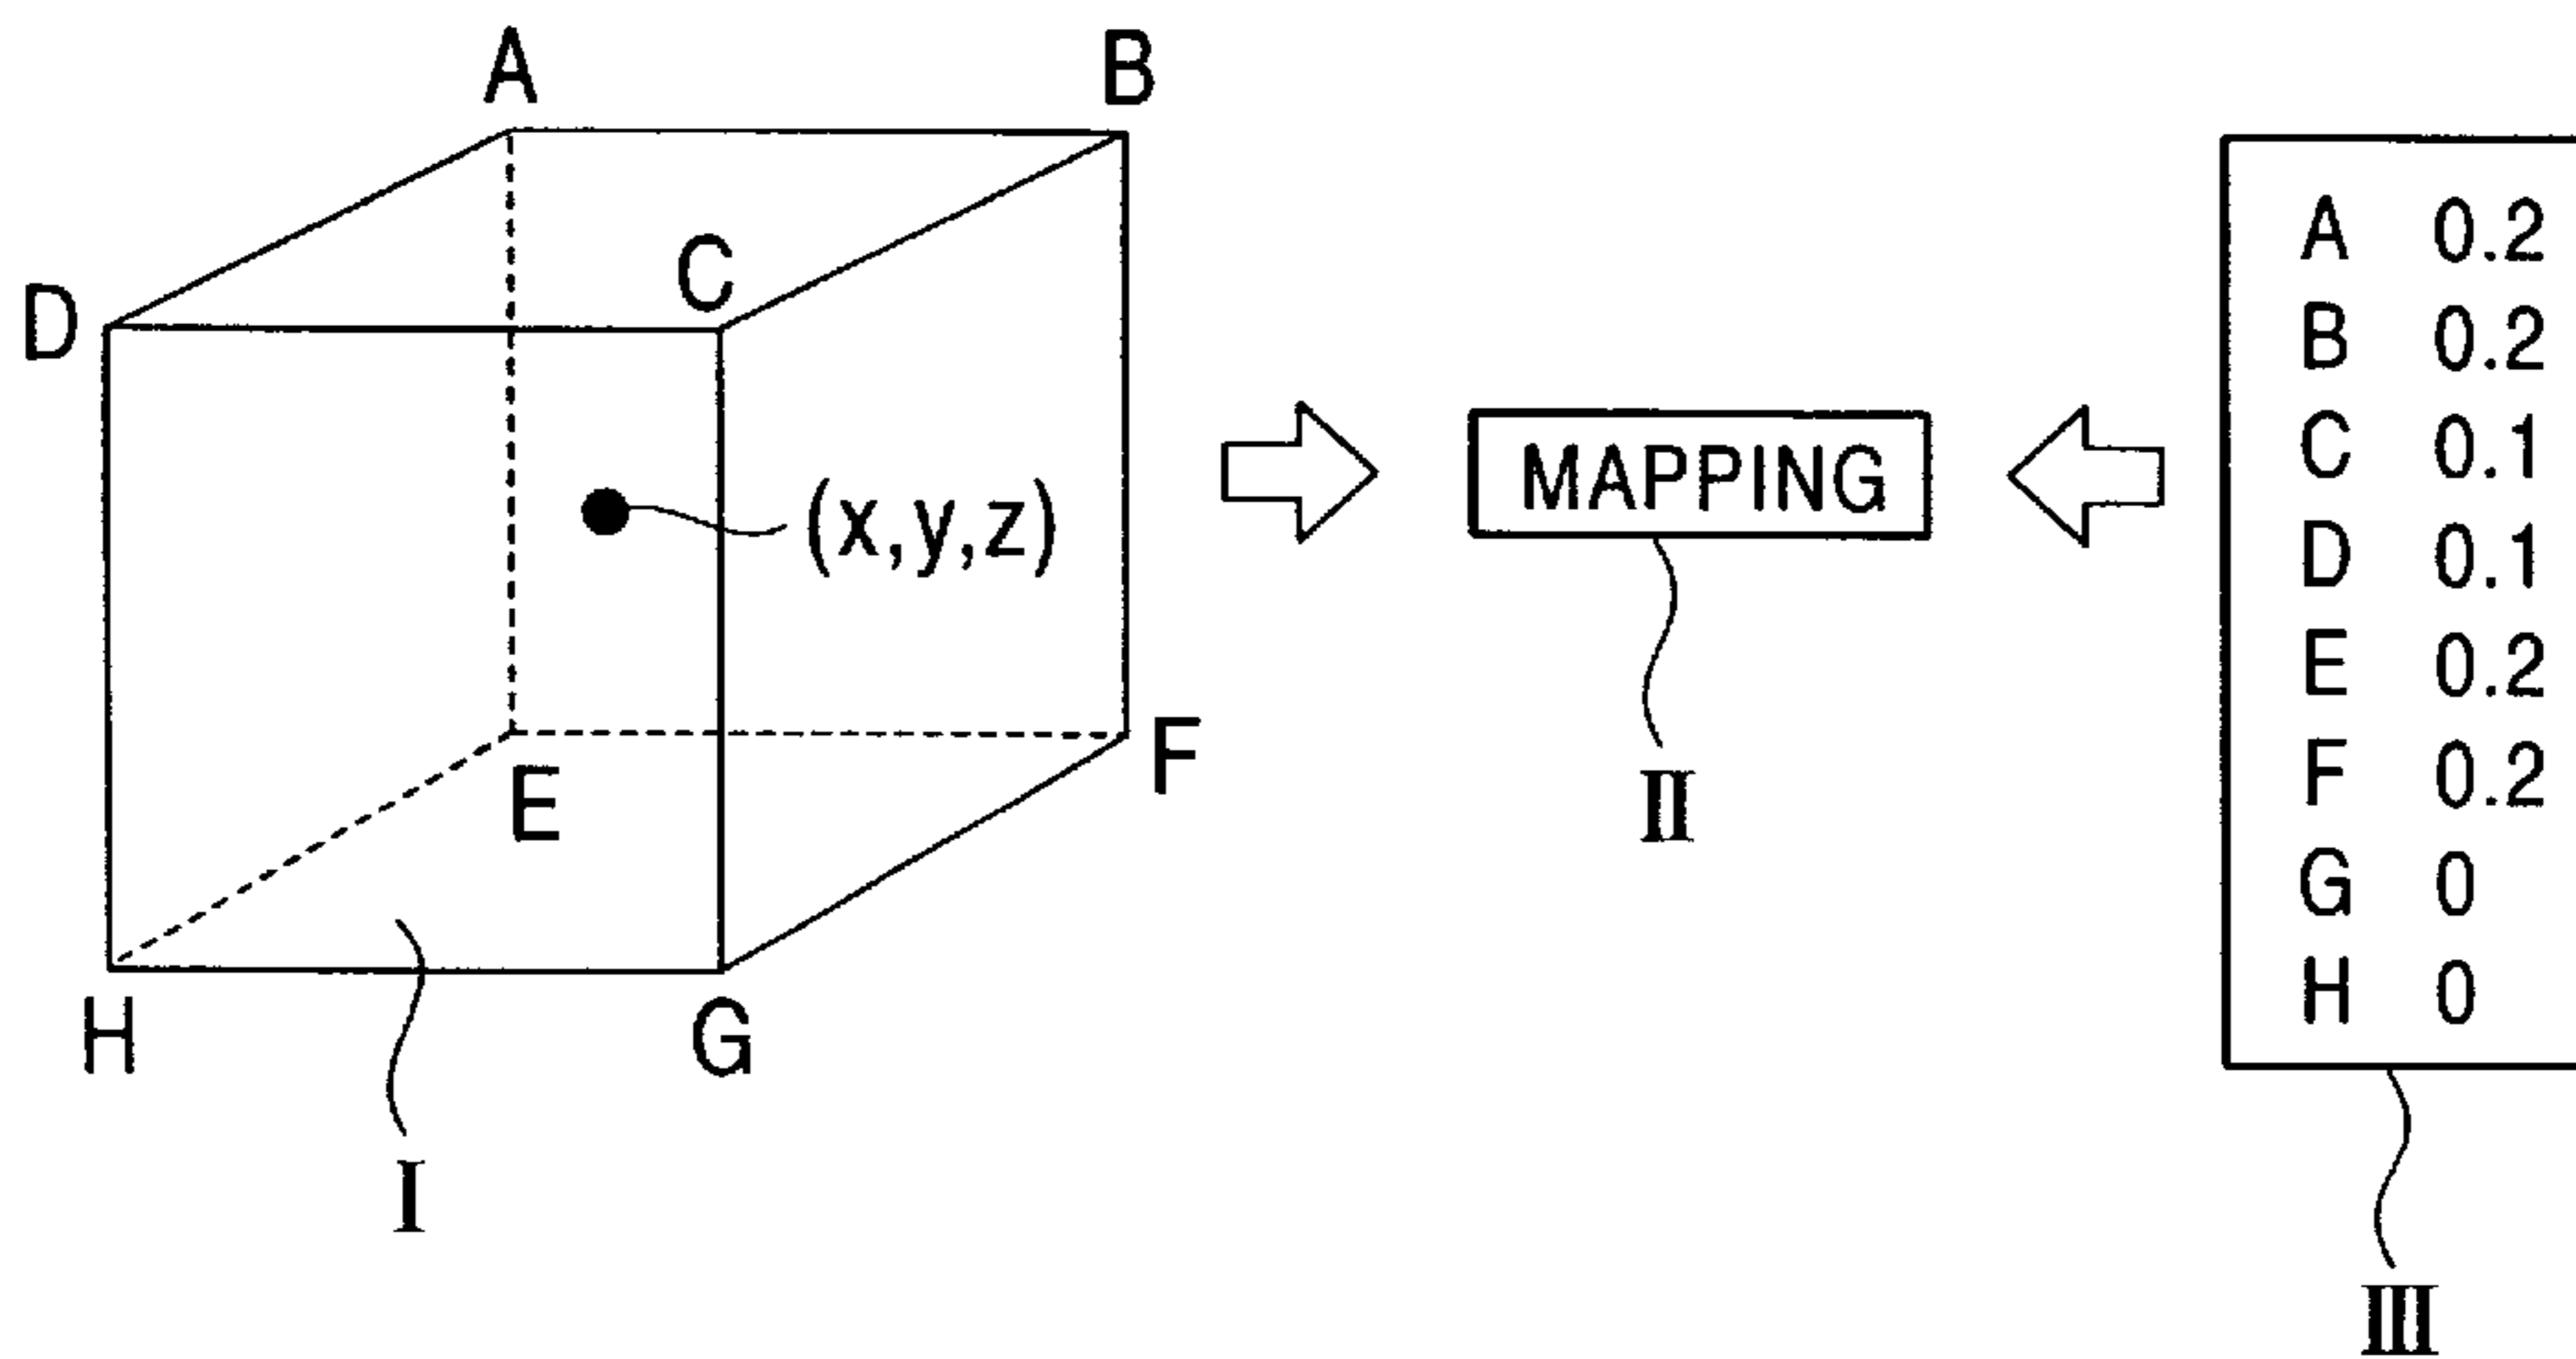 A
B
C
D
(x,y,z)
E
F
H
G
I
MAPPING
II
A 0.2
B 0.2
C 0.1
D 0.1
E 0.2
F 0.2
G 0
H 0
III